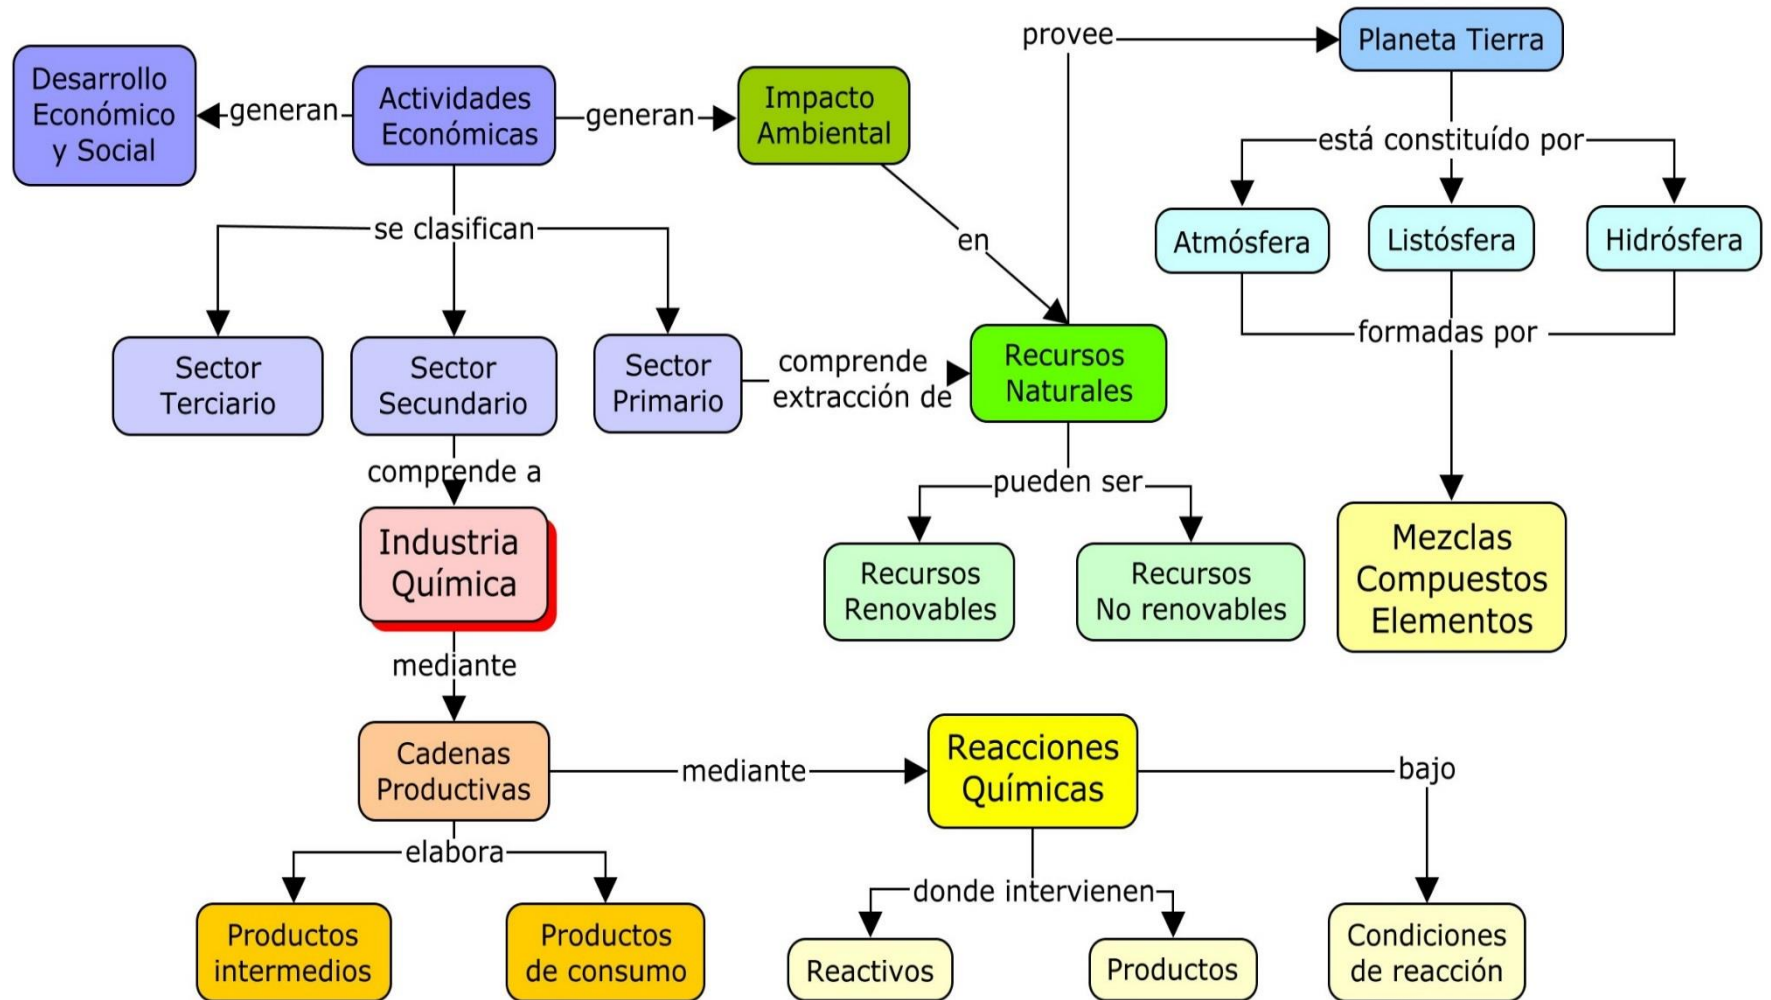 provee
Planeta Tierra
Desarrollo
Económico
y Social
generan
Actividades
Económicas
generan
Impacto
Ambiental
está constituído por
se clasifican
en
Atmósfera
Listósfera
Hidrósfera
formadas por
Sector
Terciario
Sector
Secundario
Sector
Primario
comprende
extracción de
Recursos
Naturales
comprende a
pueden ser
Industria
Química
Recursos
Renovables
Recursos
No renovables
Mezclas
Compuestos
Elementos
mediante
Cadenas
Productivas
mediante
Reacciones
Químicas
bajo
elabora
donde intervienen
Productos
intermedios
Productos
de consumo
Reactivos
Productos
Condiciones
de reacción